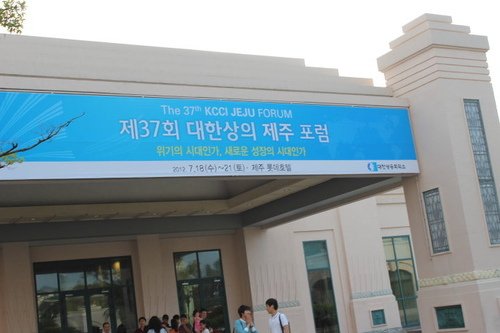 The 37th KCCI JEJU FORUM
제37회 대한상의 제주 포럼
위기의 시대인가, 새로운 성장의 시대인가
2012. 7.18(수)~21(토) · 제주 롯데호텔
대한상공회의소